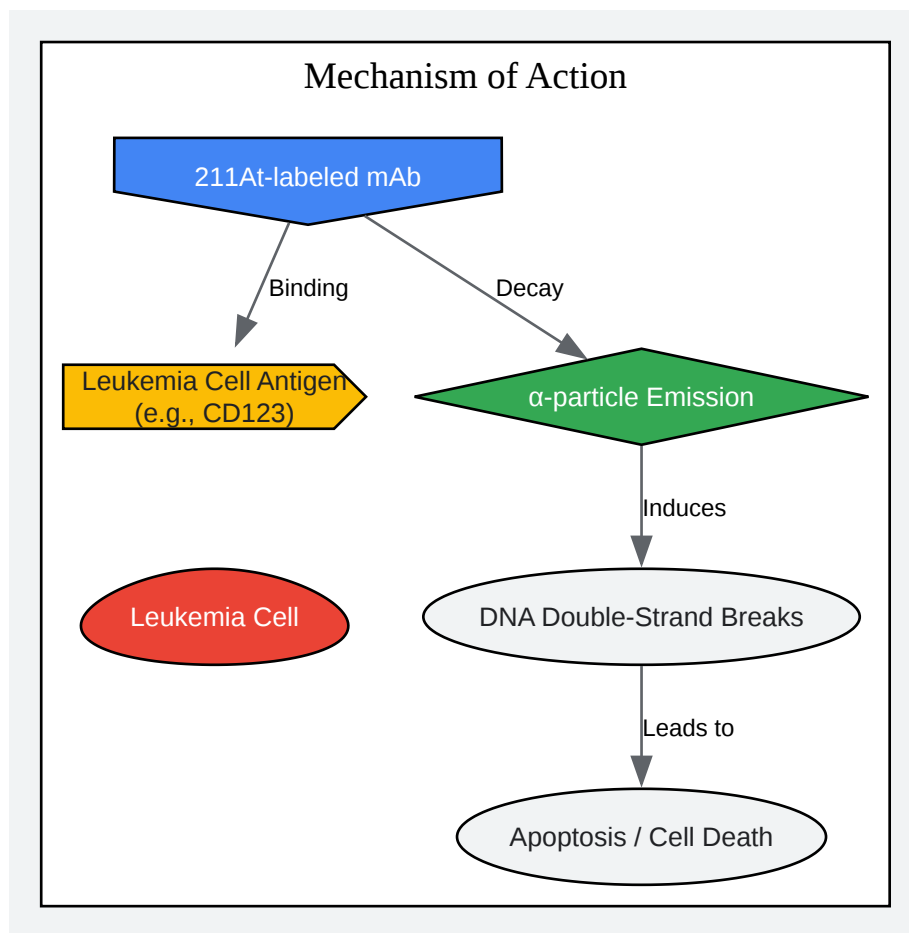 Mechanism of Action
211At-labeled mAb
Binding
Decay
Leukemia Cell Antigen
(e.g., CD123)
α-particle Emission
Induces
Leukemia Cell
DNA Double-Strand Breaks
Leads to
Apoptosis / Cell Death